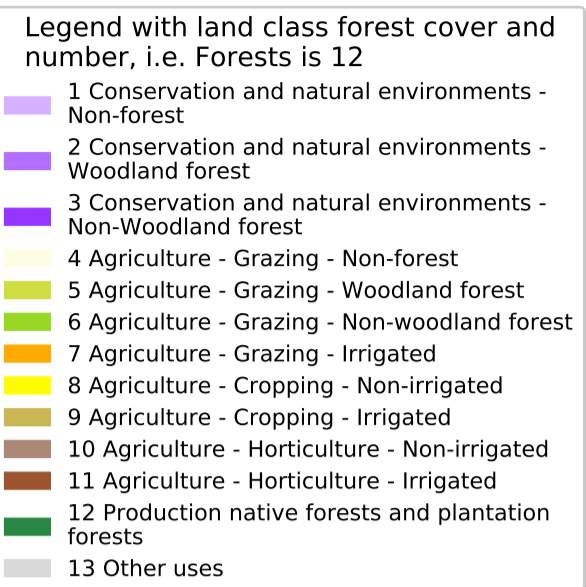 Legend with land class forest cover and
number, i.e. Forests is 12
1 Conservation and natural environments -
Non-forest
2 Conservation and natural environments -
Woodland forest
3 Conservation and natural environments -
Non-Woodland forest
4 Agriculture - Grazing - Non-forest
5 Agriculture - Grazing - Woodland forest
6 Agriculture - Grazing - Non-woodland forest
7 Agriculture - Grazing - Irrigated
8 Agriculture - Cropping - Non-irrigated
9 Agriculture - Cropping - Irrigated
10 Agriculture - Horticulture - Non-irrigated
11 Agriculture - Horticulture - Irrigated
12 Production native forests and plantation
forests
13 Other uses